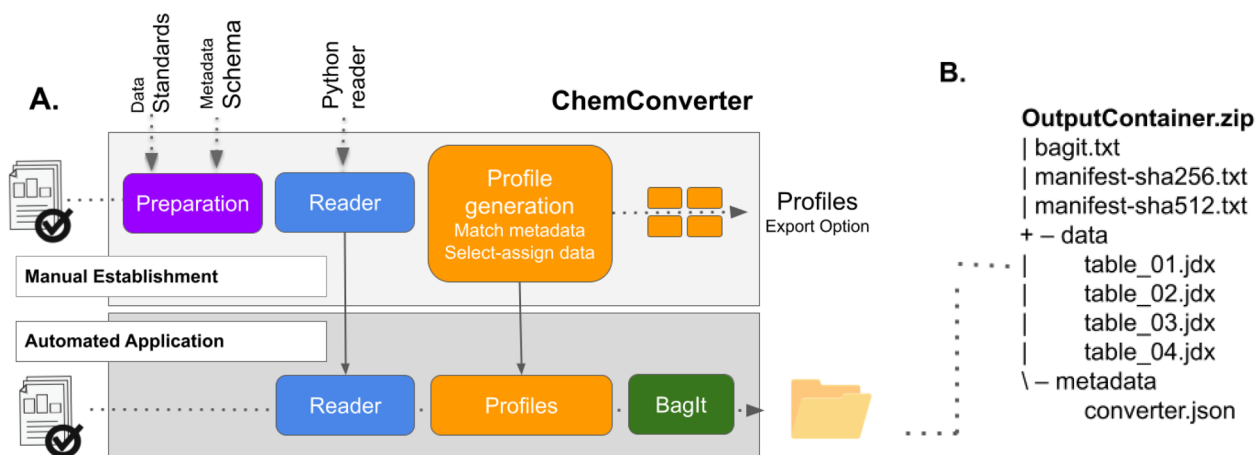 A.
Data
Standards
Metadata
Schema
Python
reader
ChemConverter
Preparation
Reader
Profile
generation
Match metadata
Select-assign data
Profiles
Export Option
Manual Establishment
Automated Application
Reader
Profiles
BagIt
B.
OutputContainer.zip
| bagit.txt
| manifest-sha256.txt
| manifest-sha512.txt
+ – data
| table_01.jdx
| table_02.jdx
| table_03.jdx
| table_04.jdx
\ – metadata
converter.json